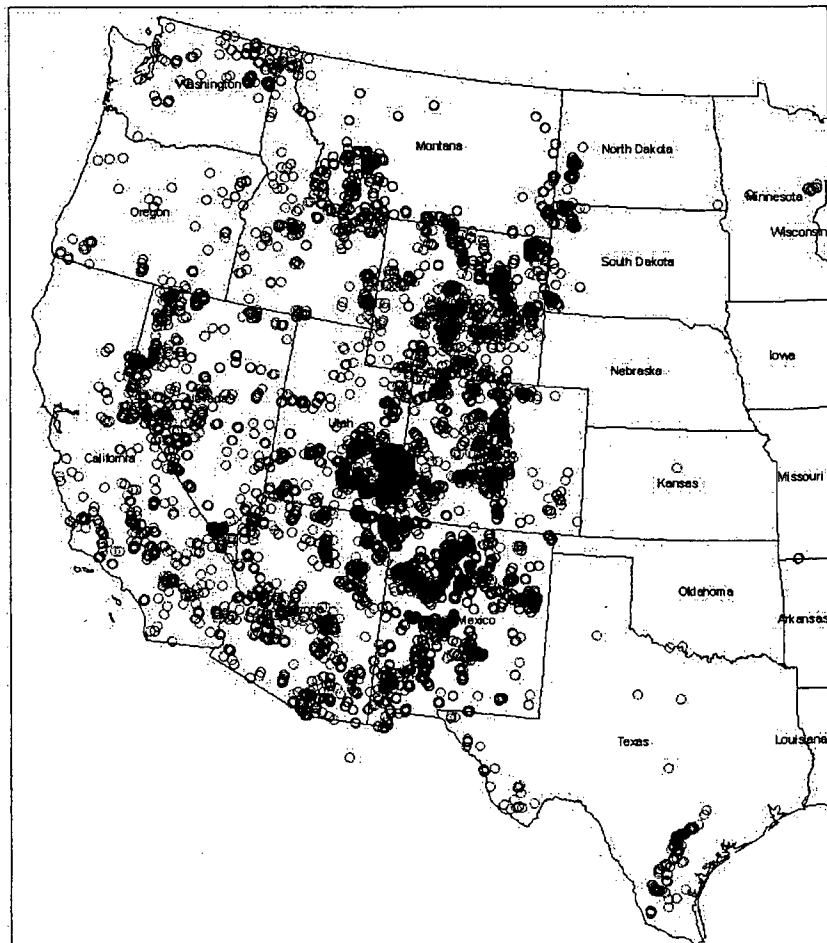 Washington
Montana
North Dakota
Minnesota
Oregon
Wisconsin
South Dakota
Iowa
Nebraska
Utah
California
Kansas
Missouri
Oklahoma
Arkansas
Mexico
Texas
Louisiana